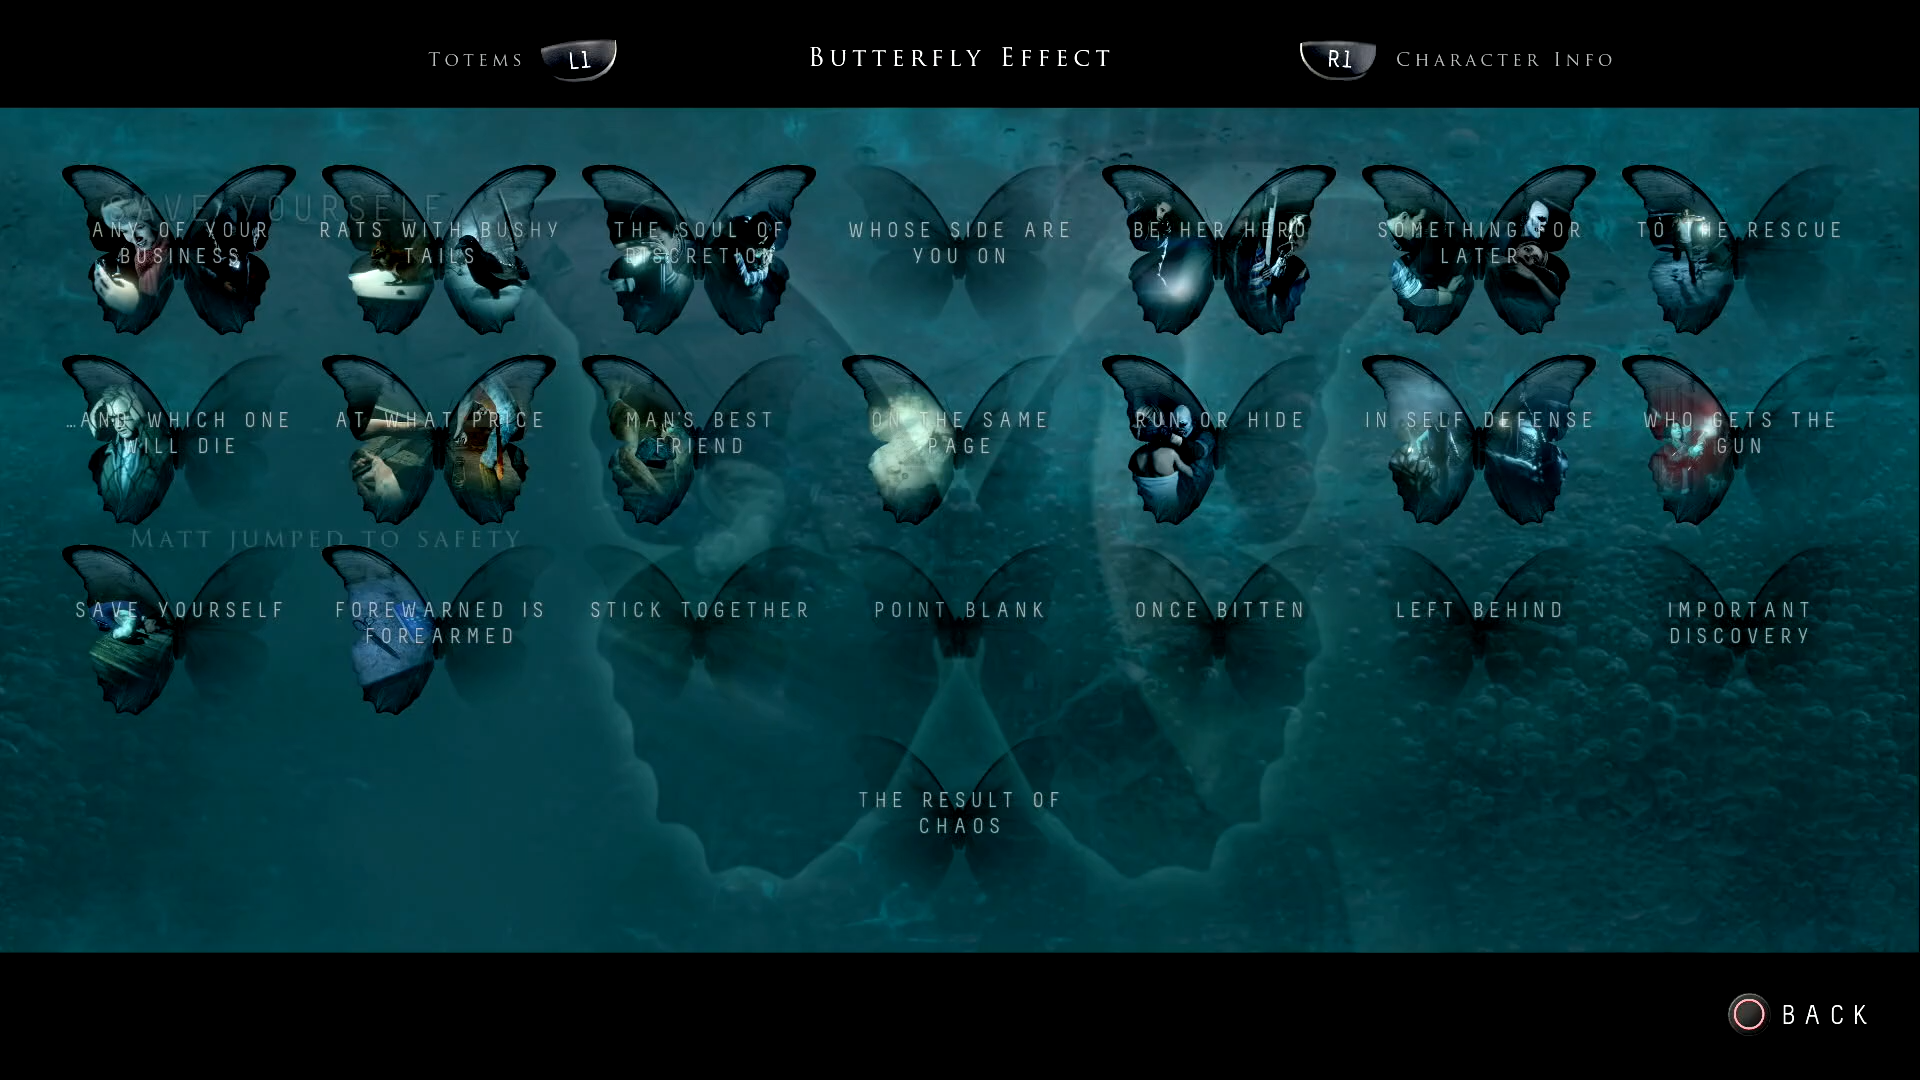 TOTEMS L1 BUTTERFLY EFFECT R1 CHARACTER INFO
SAVE YOURSELF
ANY OF YOUR
BUSINESS
RATS WITH BUSHY
TAILS
THE SOUL OF
DISCRETION
WHOSE SIDE ARE
YOU ON
BE HER HERO
SOMETHING FOR
LATER
TO THE RESCUE
…AND WHICH ONE
WILL DIE
AT WHAT PRICE
MAN'S BEST
FRIEND
ON THE SAME
PAGE
RUN OR HIDE
IN SELF DEFENSE
WHO GETS THE
GUN
MATT JUMPED TO SAFETY
SAVE YOURSELF
FOREWARNED IS
FOREARMED
STICK TOGETHER
POINT BLANK
ONCE BITTEN
LEFT BEHIND
IMPORTANT
DISCOVERY
THE RESULT OF
CHAOS
BACK